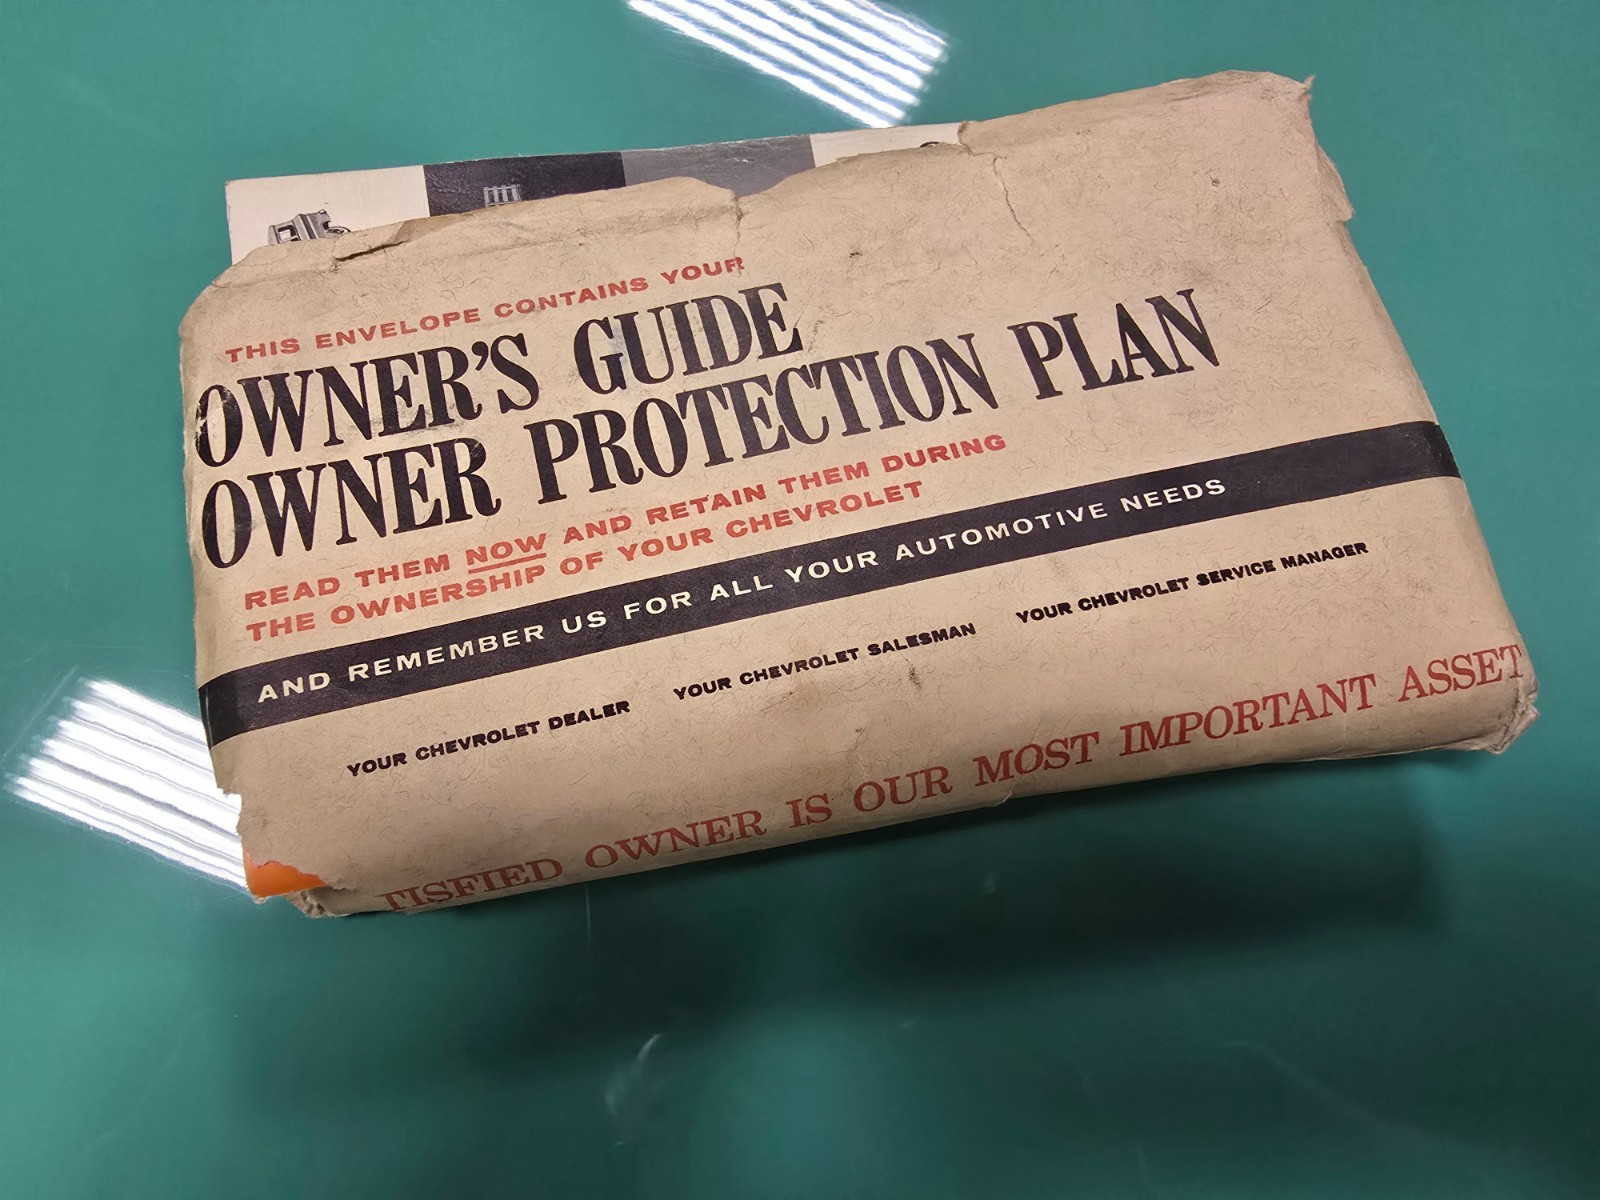 THIS ENVELOPE CONTAINS YOUR
OWNER'S GUIDE
OWNER PROTECTION PLAN
READ THEM NOW AND RETAIN THEM DURING
THE OWNERSHIP OF YOUR CHEVROLET
AND REMEMBER US FOR ALL YOUR AUTOMOTIVE NEEDS
YOUR CHEVROLET DEALER YOUR CHEVROLET SALESMAN YOUR CHEVROLET SERVICE MANAGER
TISFIED OWNER IS OUR MOST IMPORTANT ASSET